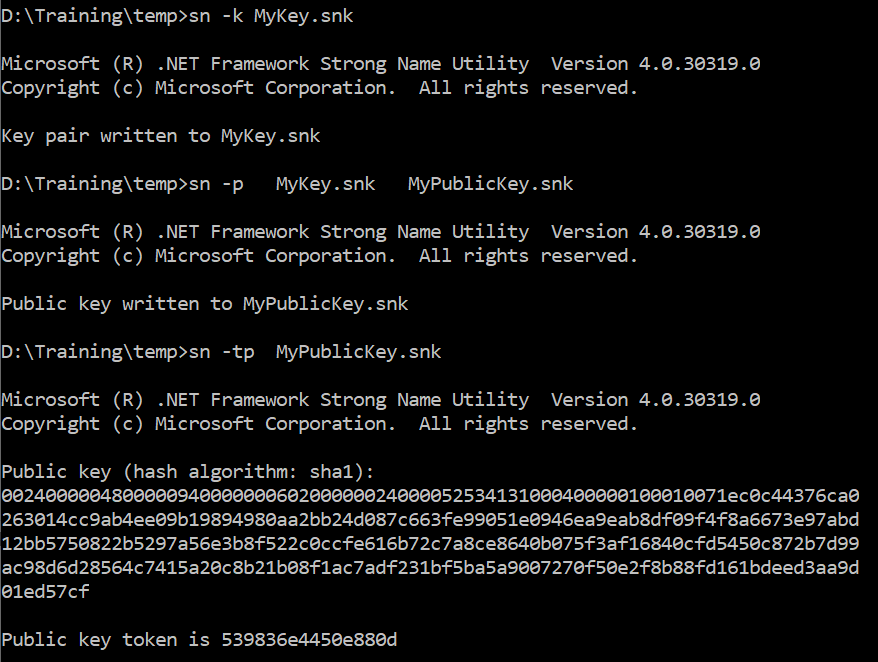 D:\Training\temp>sn -k MyKey.snk
Microsoft (R) .NET Framework Strong Name Utility  Version 4.0.30319.0
Copyright (c) Microsoft Corporation.  All rights reserved.
Key pair written to MyKey.snk
D:\Training\temp>sn -p   MyKey.snk   MyPublicKey.snk
Microsoft (R) .NET Framework Strong Name Utility  Version 4.0.30319.0
Copyright (c) Microsoft Corporation.  All rights reserved.
Public key written to MyPublicKey.snk
D:\Training\temp>sn -tp  MyPublicKey.snk
Microsoft (R) .NET Framework Strong Name Utility  Version 4.0.30319.0
Copyright (c) Microsoft Corporation.  All rights reserved.
Public key (hash algorithm: sha1):
0024000004800000940000000602000000240000525341310004000001000100​71ec0c44376ca0
263014cc9ab4ee09b19894980aa2bb24d087c663fe99051e0946ea9eab8df09f4f8a6673e97abd
12bb5750822b5297a56e3b8f522c0ccfe616b72c7a8ce8640b075f3af16840cfd5450c872b7d99
ac98d6d28564c7415a20c8b21b08f1ac7adf231bf5ba5a9007270f50e2f8b88fd161bdeed3aa9d
01ed57cf
Public key token is 539836e4450e880d